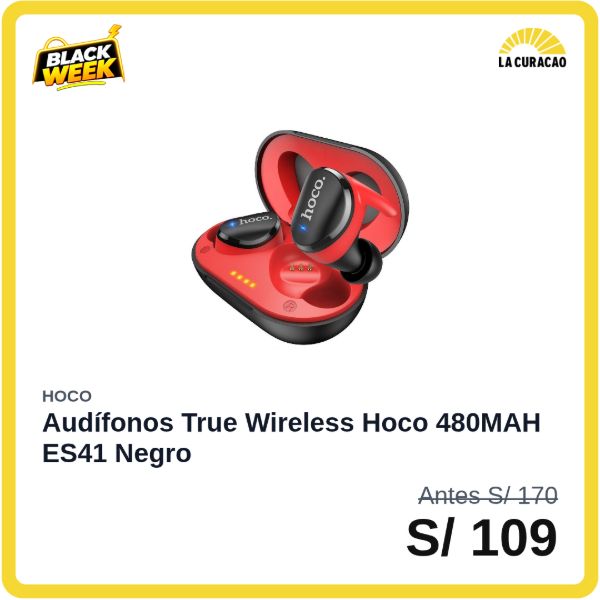 BLACK
WEEK
LA CURACAO
hoco.
hoco.
HOCO
Audífonos True Wireless Hoco 480MAH
ES41 Negro
Antes S/ 170
S/ 109